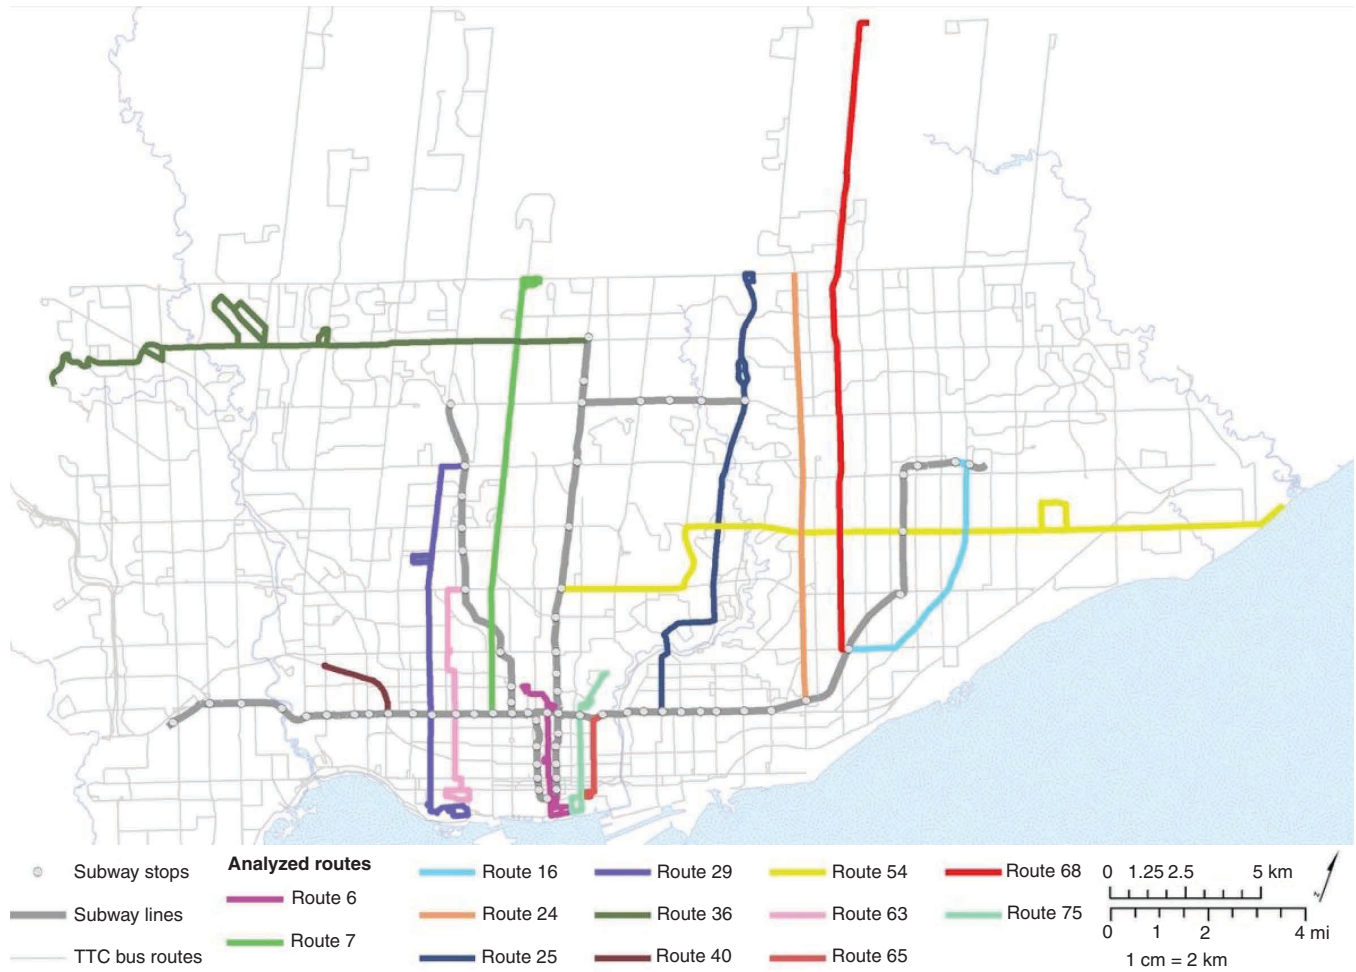 Subway stops
Subway lines
TTC bus routes
Analyzed routes
Route 6
Route 7
Route 16
Route 24
Route 25
Route 29
Route 36
Route 40
Route 54
Route 63
Route 65
Route 68
Route 75
0 1.25 2.5 5 km
0 1 2 4 mi
1 cm = 2 km
N